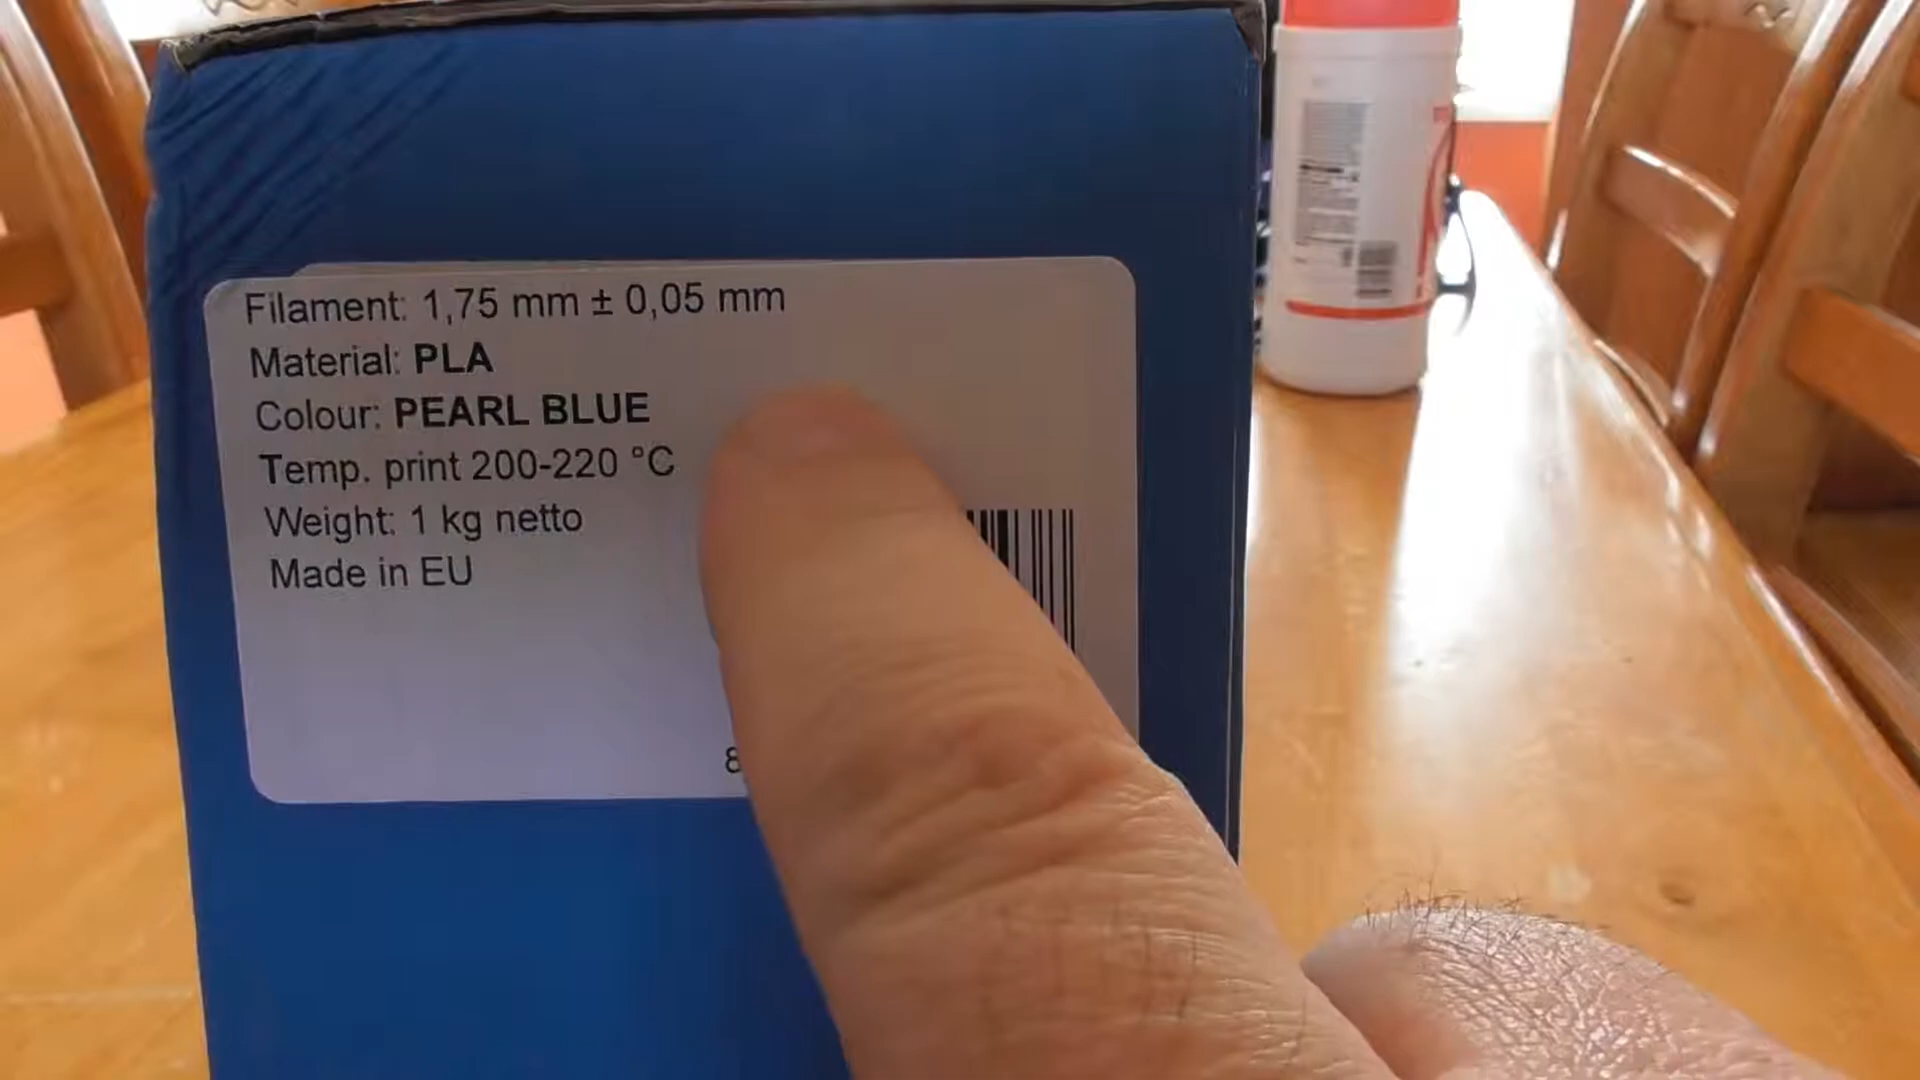 Filament: 1,75 mm ± 0,05 mm
Material: PLA
Colour: PEARL BLUE
Temp. print 200-220 °C
Weight: 1 kg netto
Made in EU
8